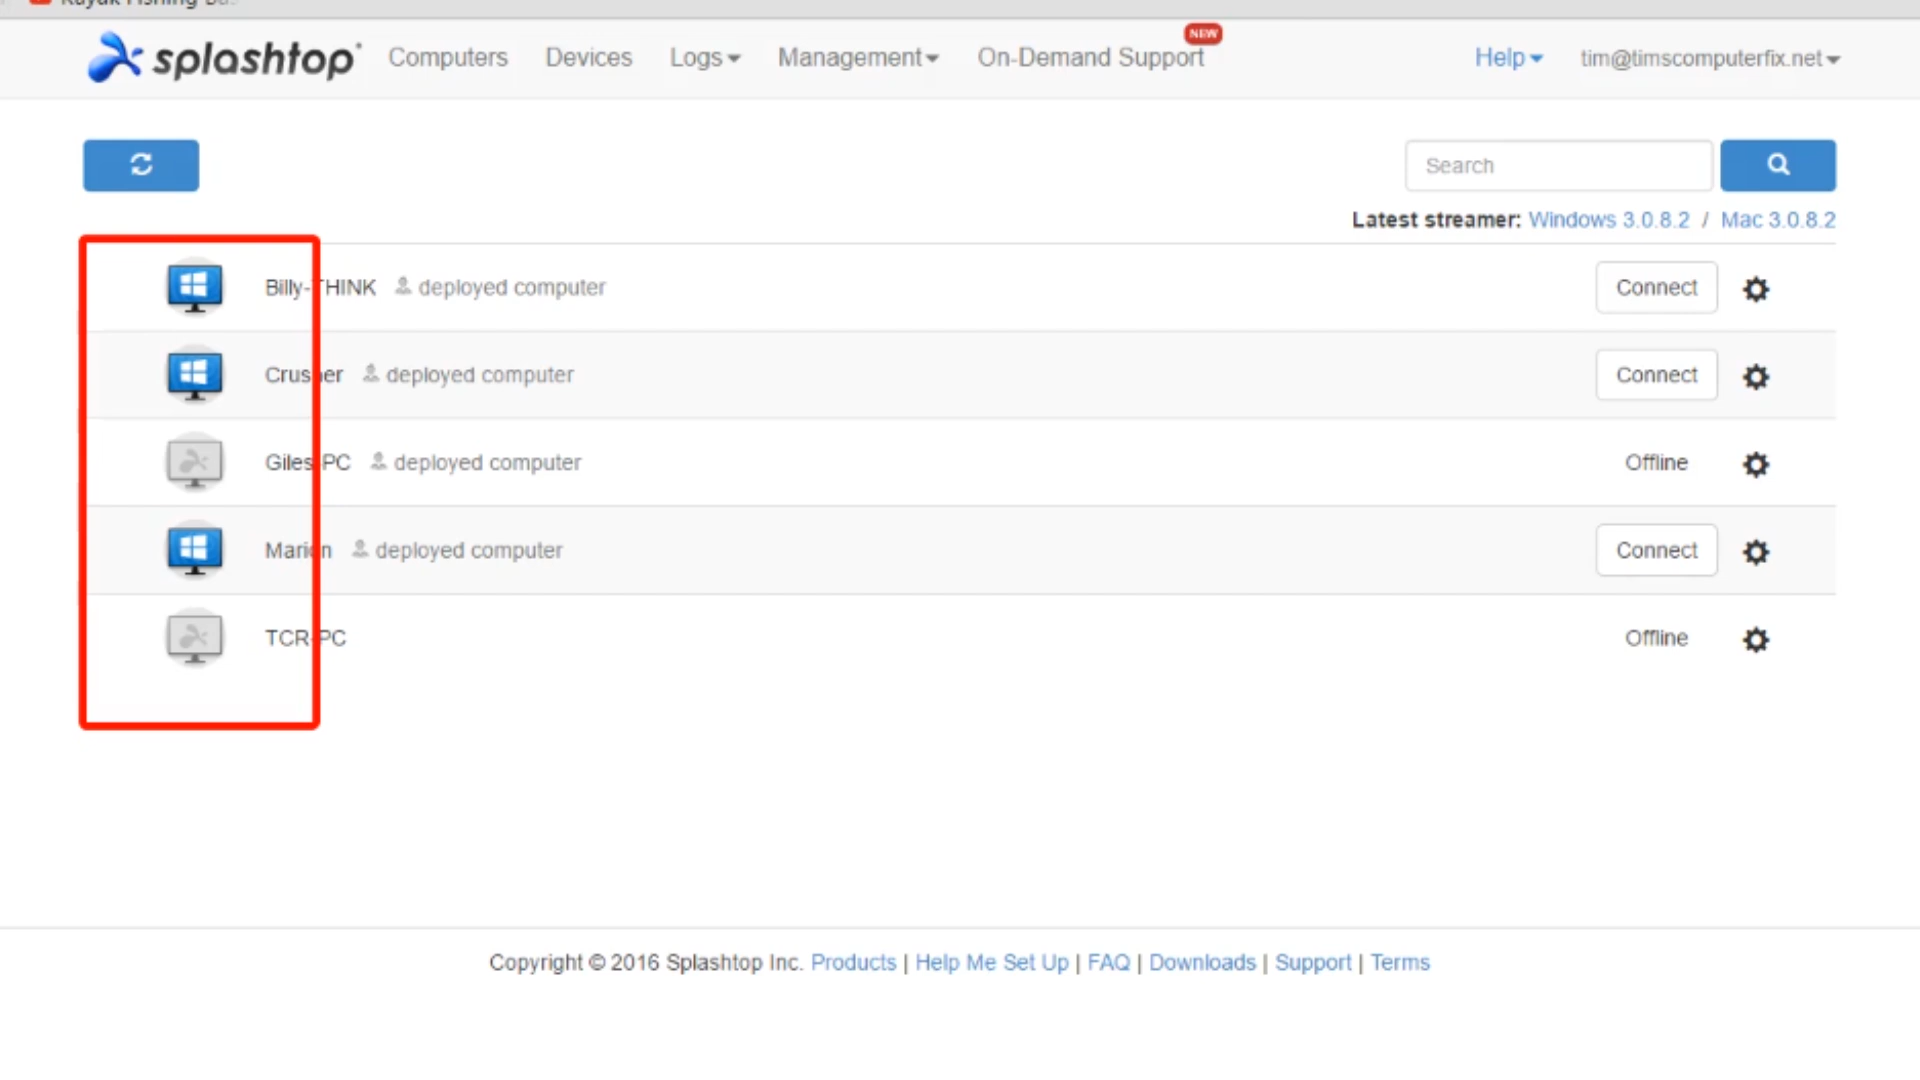 splashtop Computers Devices Logs Management On-Demand Support NEW Help tim@timscomputerfix.net
Search
Latest streamer: Windows 3.0.8.2 / Mac 3.0.8.2
Billy-THINK deployed computer Connect
Crusher deployed computer Connect
Giles-PC deployed computer Offline
Marion deployed computer Connect
TCR-PC Offline
Copyright © 2016 Splashtop Inc. Products | Help Me Set Up | FAQ | Downloads | Support | Terms